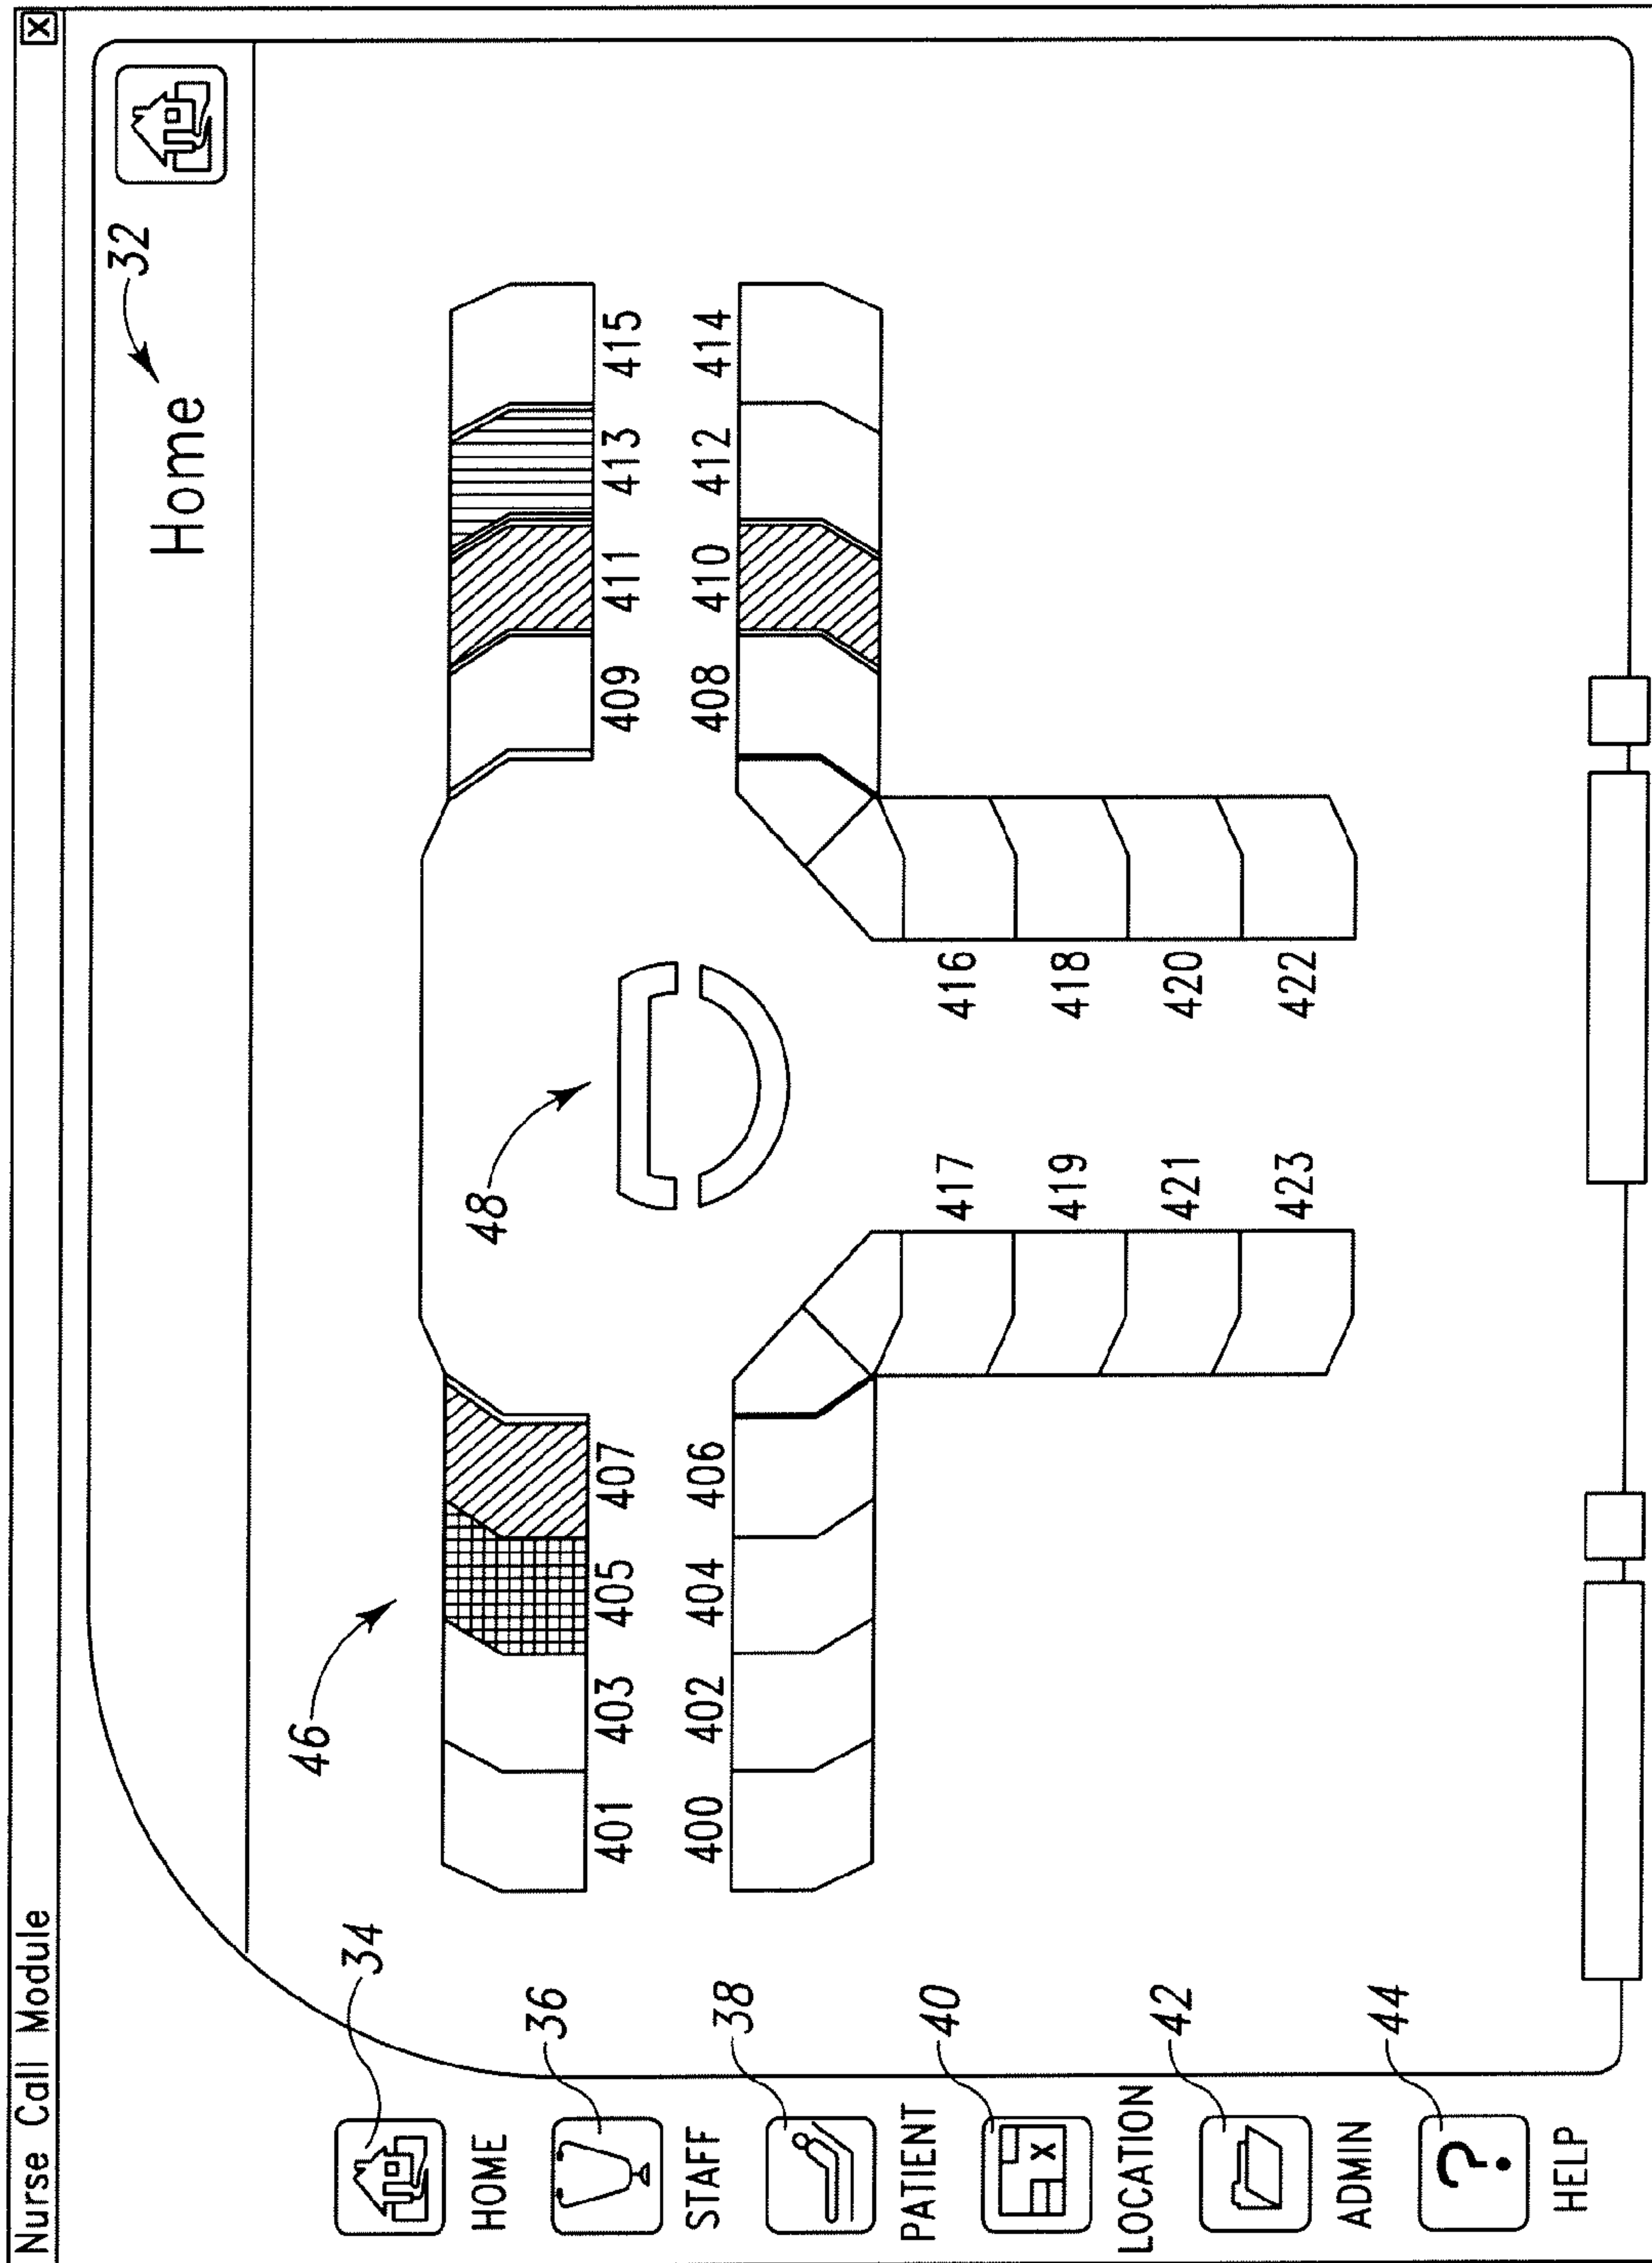 Nurse Call Module X
Home 32
34
HOME
36
STAFF
38
PATIENT
40
X
LOCATION
42
ADMIN
44
?
HELP
46
48
401 403 405 407 409 411 413 415
400 402 404 406 408 410 412 414
417 416
419 418
421 420
423 422